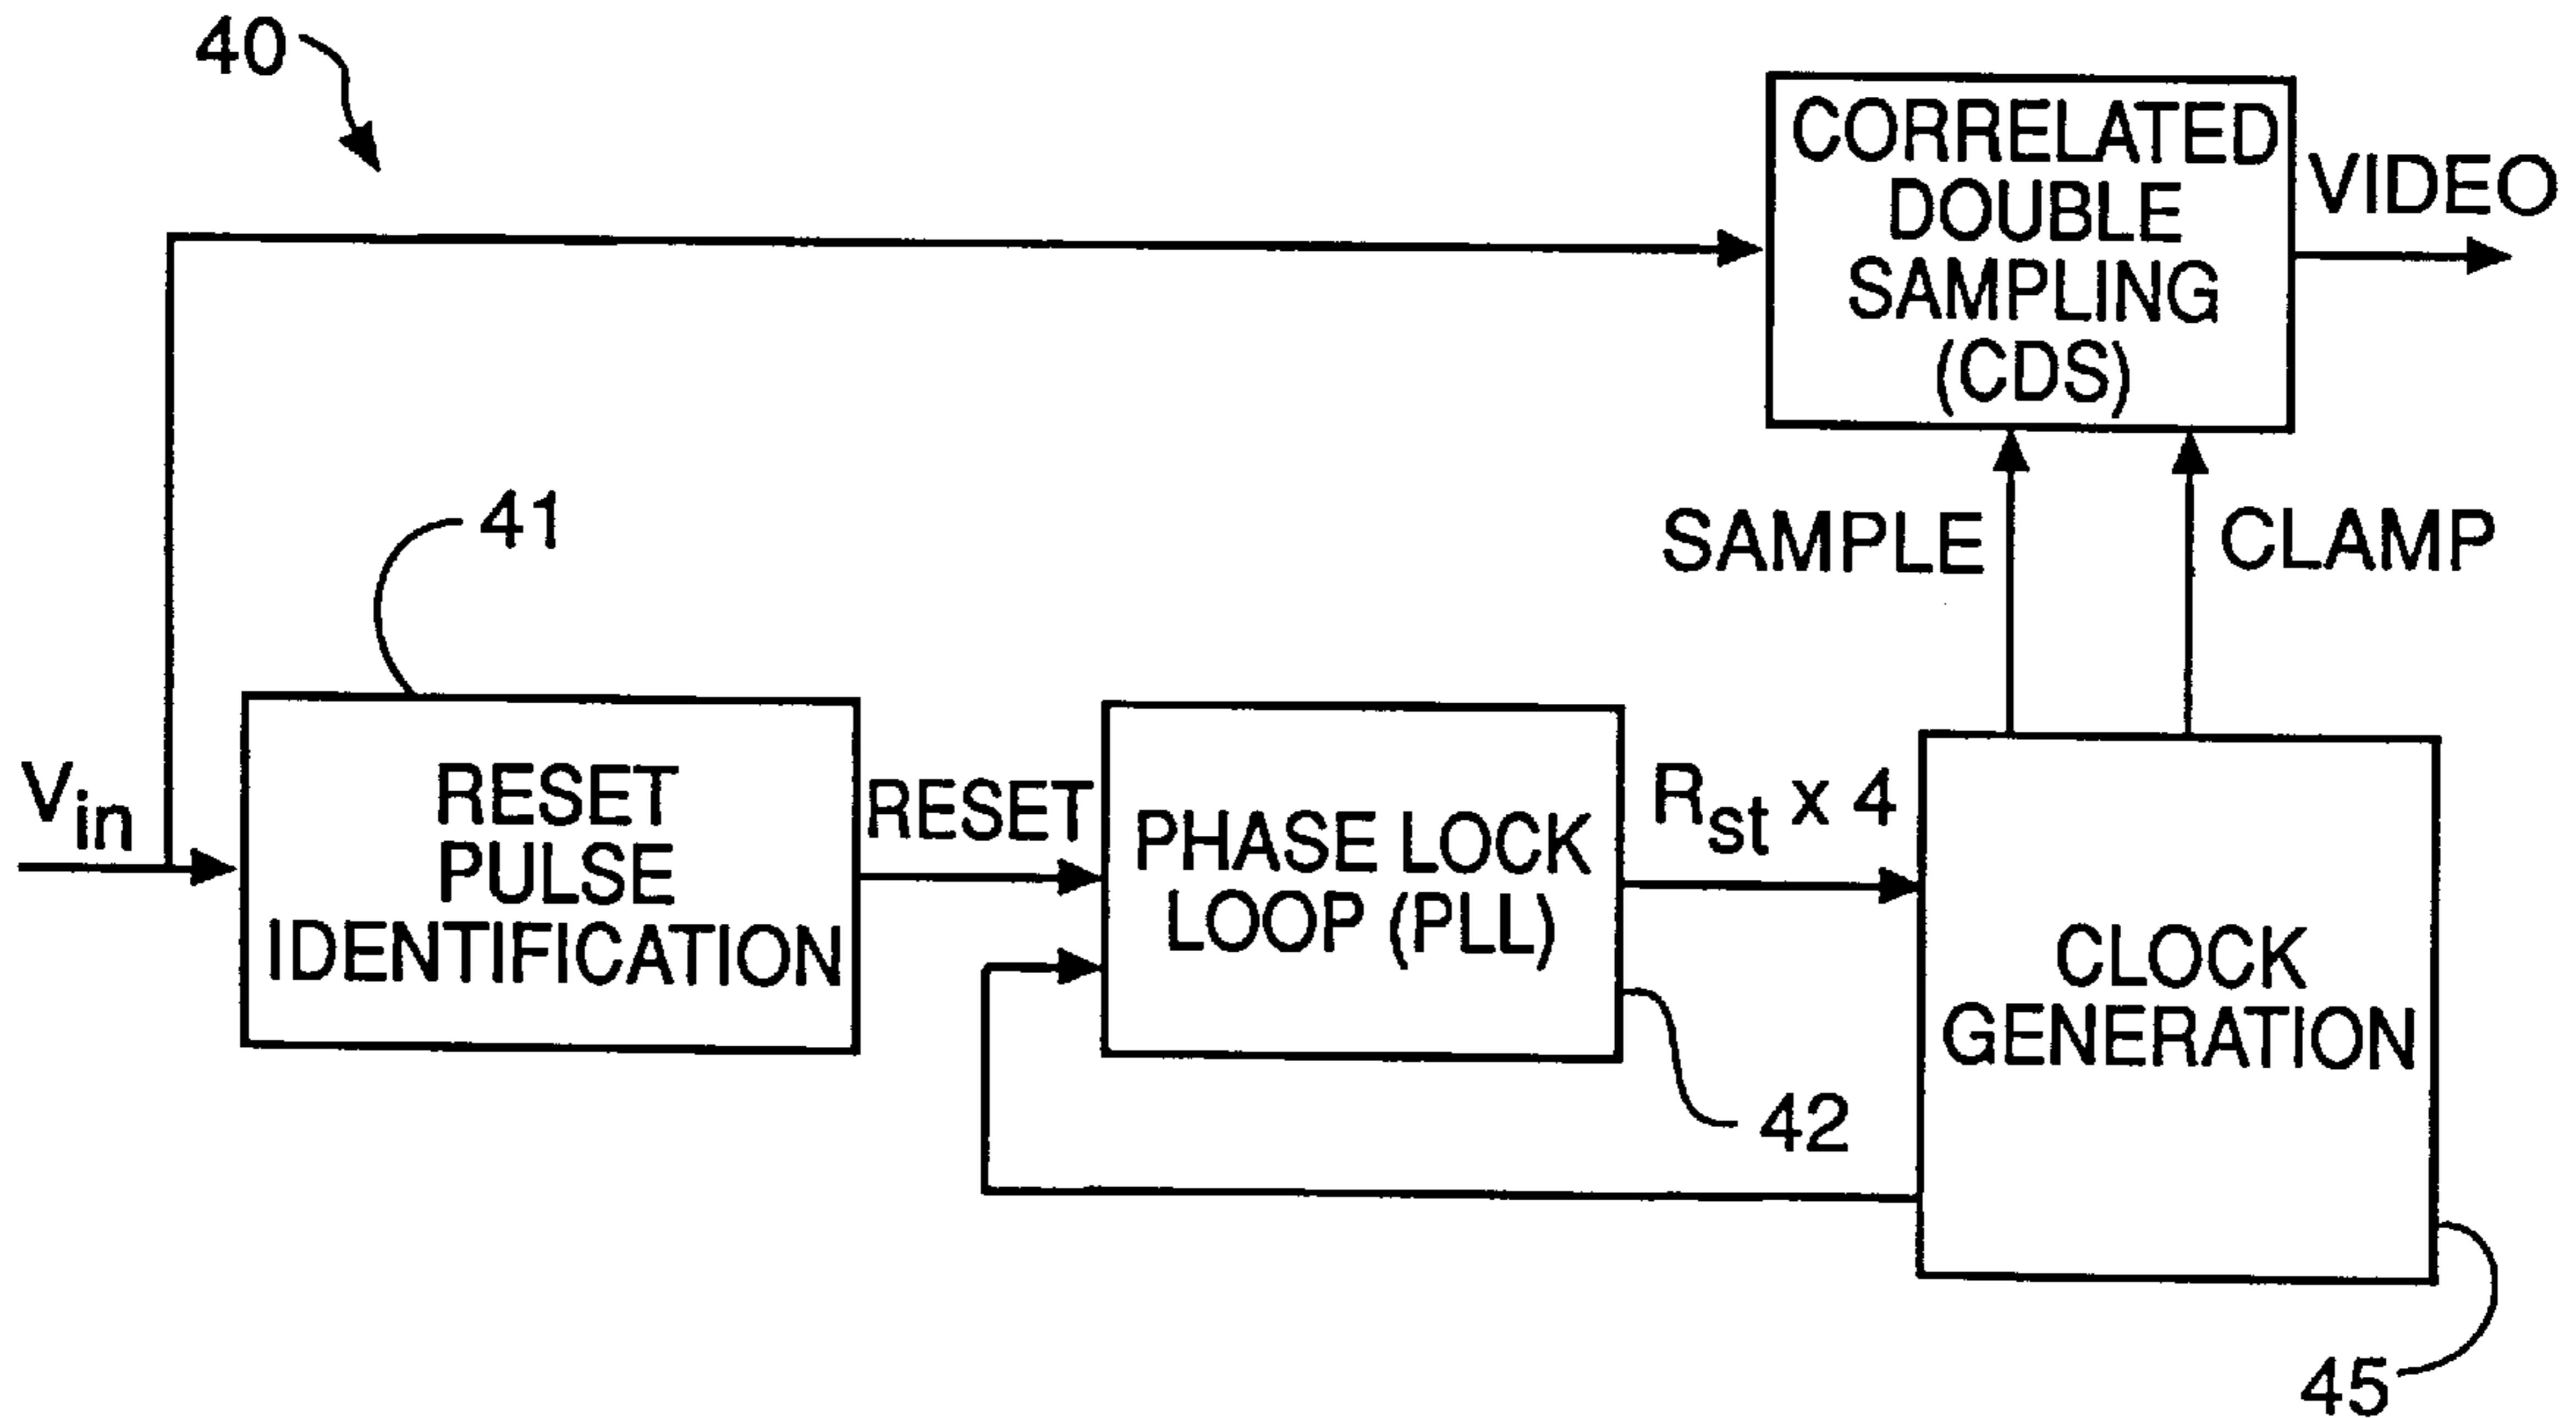 40
CORRELATED
DOUBLE
SAMPLING
(CDS)
VIDEO
41
SAMPLE
CLAMP
Vin
RESET
PULSE
IDENTIFICATION
RESET
PHASE LOCK
LOOP (PLL)
Rst x 4
CLOCK
GENERATION
42
45